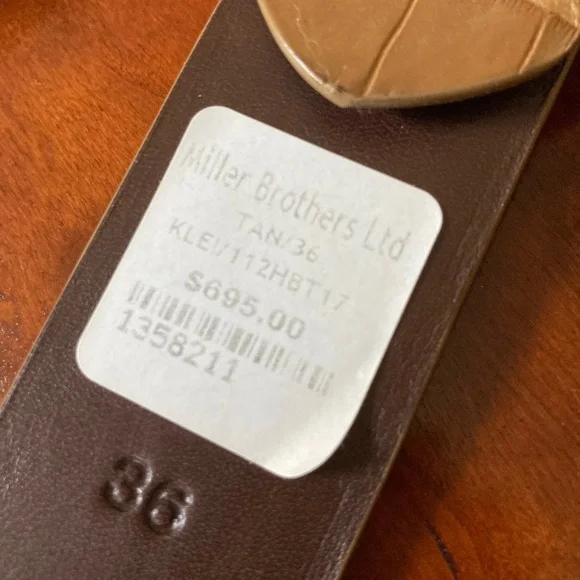 Miller Brothers Ltd
TAN/36
KLEI/112HBT17
$695.00
1358211
36